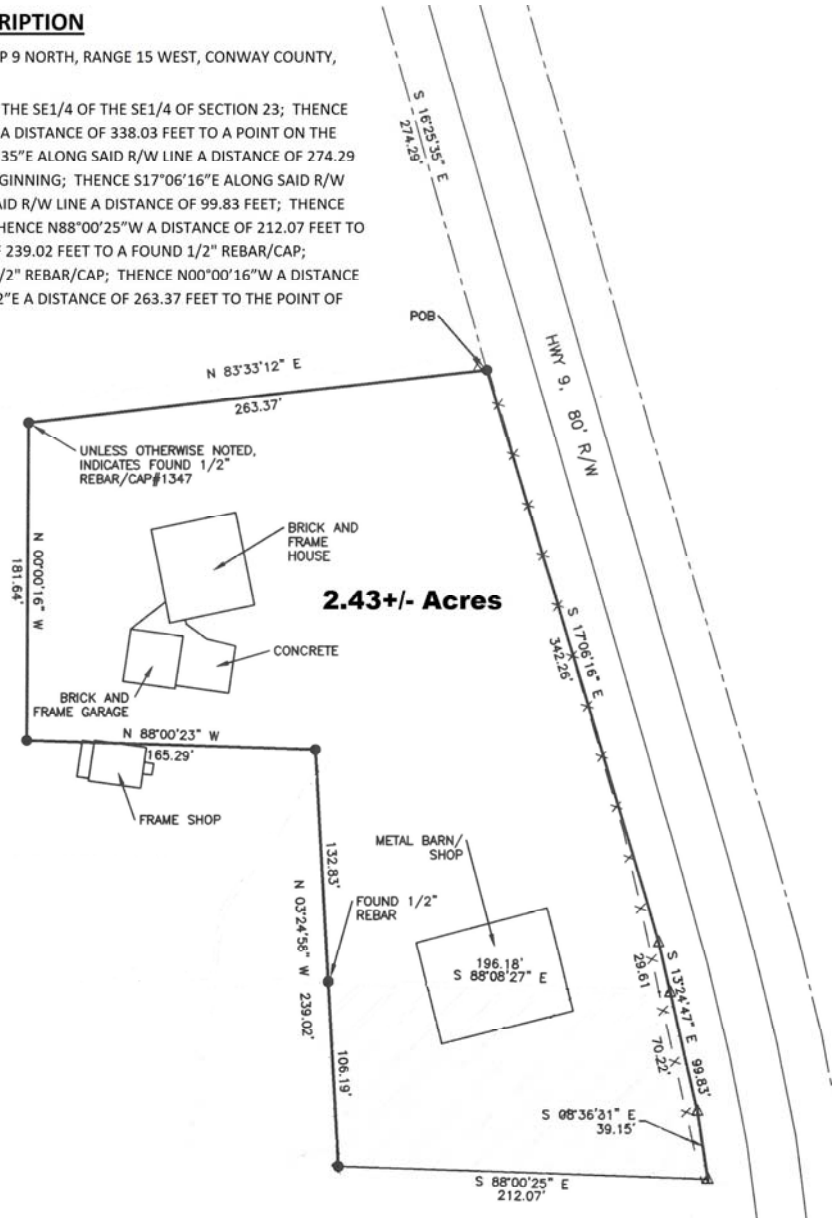 RIPTION
P 9 NORTH, RANGE 15 WEST, CONWAY COUNTY,
THE SE1/4 OF THE SE1/4 OF SECTION 23; THENCE
A DISTANCE OF 338.03 FEET TO A POINT ON THE
35"E ALONG SAID R/W LINE A DISTANCE OF 274.29
GINNING; THENCE S17°06'16"E ALONG SAID R/W
AID R/W LINE A DISTANCE OF 99.83 FEET; THENCE
HENCE N88°00'25"W A DISTANCE OF 212.07 FEET TO
F 239.02 FEET TO A FOUND 1/2" REBAR/CAP;
/2" REBAR/CAP; THENCE N00°00'16"W A DISTANCE
2"E A DISTANCE OF 263.37 FEET TO THE POINT OF
S 16°25'35" E
274.29'
POB
HWY 9, 80' R/W
N 83°33'12" E
263.37'
UNLESS OTHERWISE NOTED,
INDICATES FOUND 1/2"
REBAR/CAP#1347
N 00°00'16" W
181.64'
BRICK AND
FRAME
HOUSE
2.43+/- Acres
CONCRETE
BRICK AND
FRAME GARAGE
S 17°06'16" E
342.26'
N 88°00'23" W
165.29'
FRAME SHOP
132.83'
METAL BARN/
SHOP
FOUND 1/2"
REBAR
N 03°24'58" W 239.02'
196.18'
S 88°08'27" E
S 13°24'47" E 99.83'
29.61
70.22'
106.19'
S 08°36'31" E
39.15'
S 88°00'25" E
212.07'